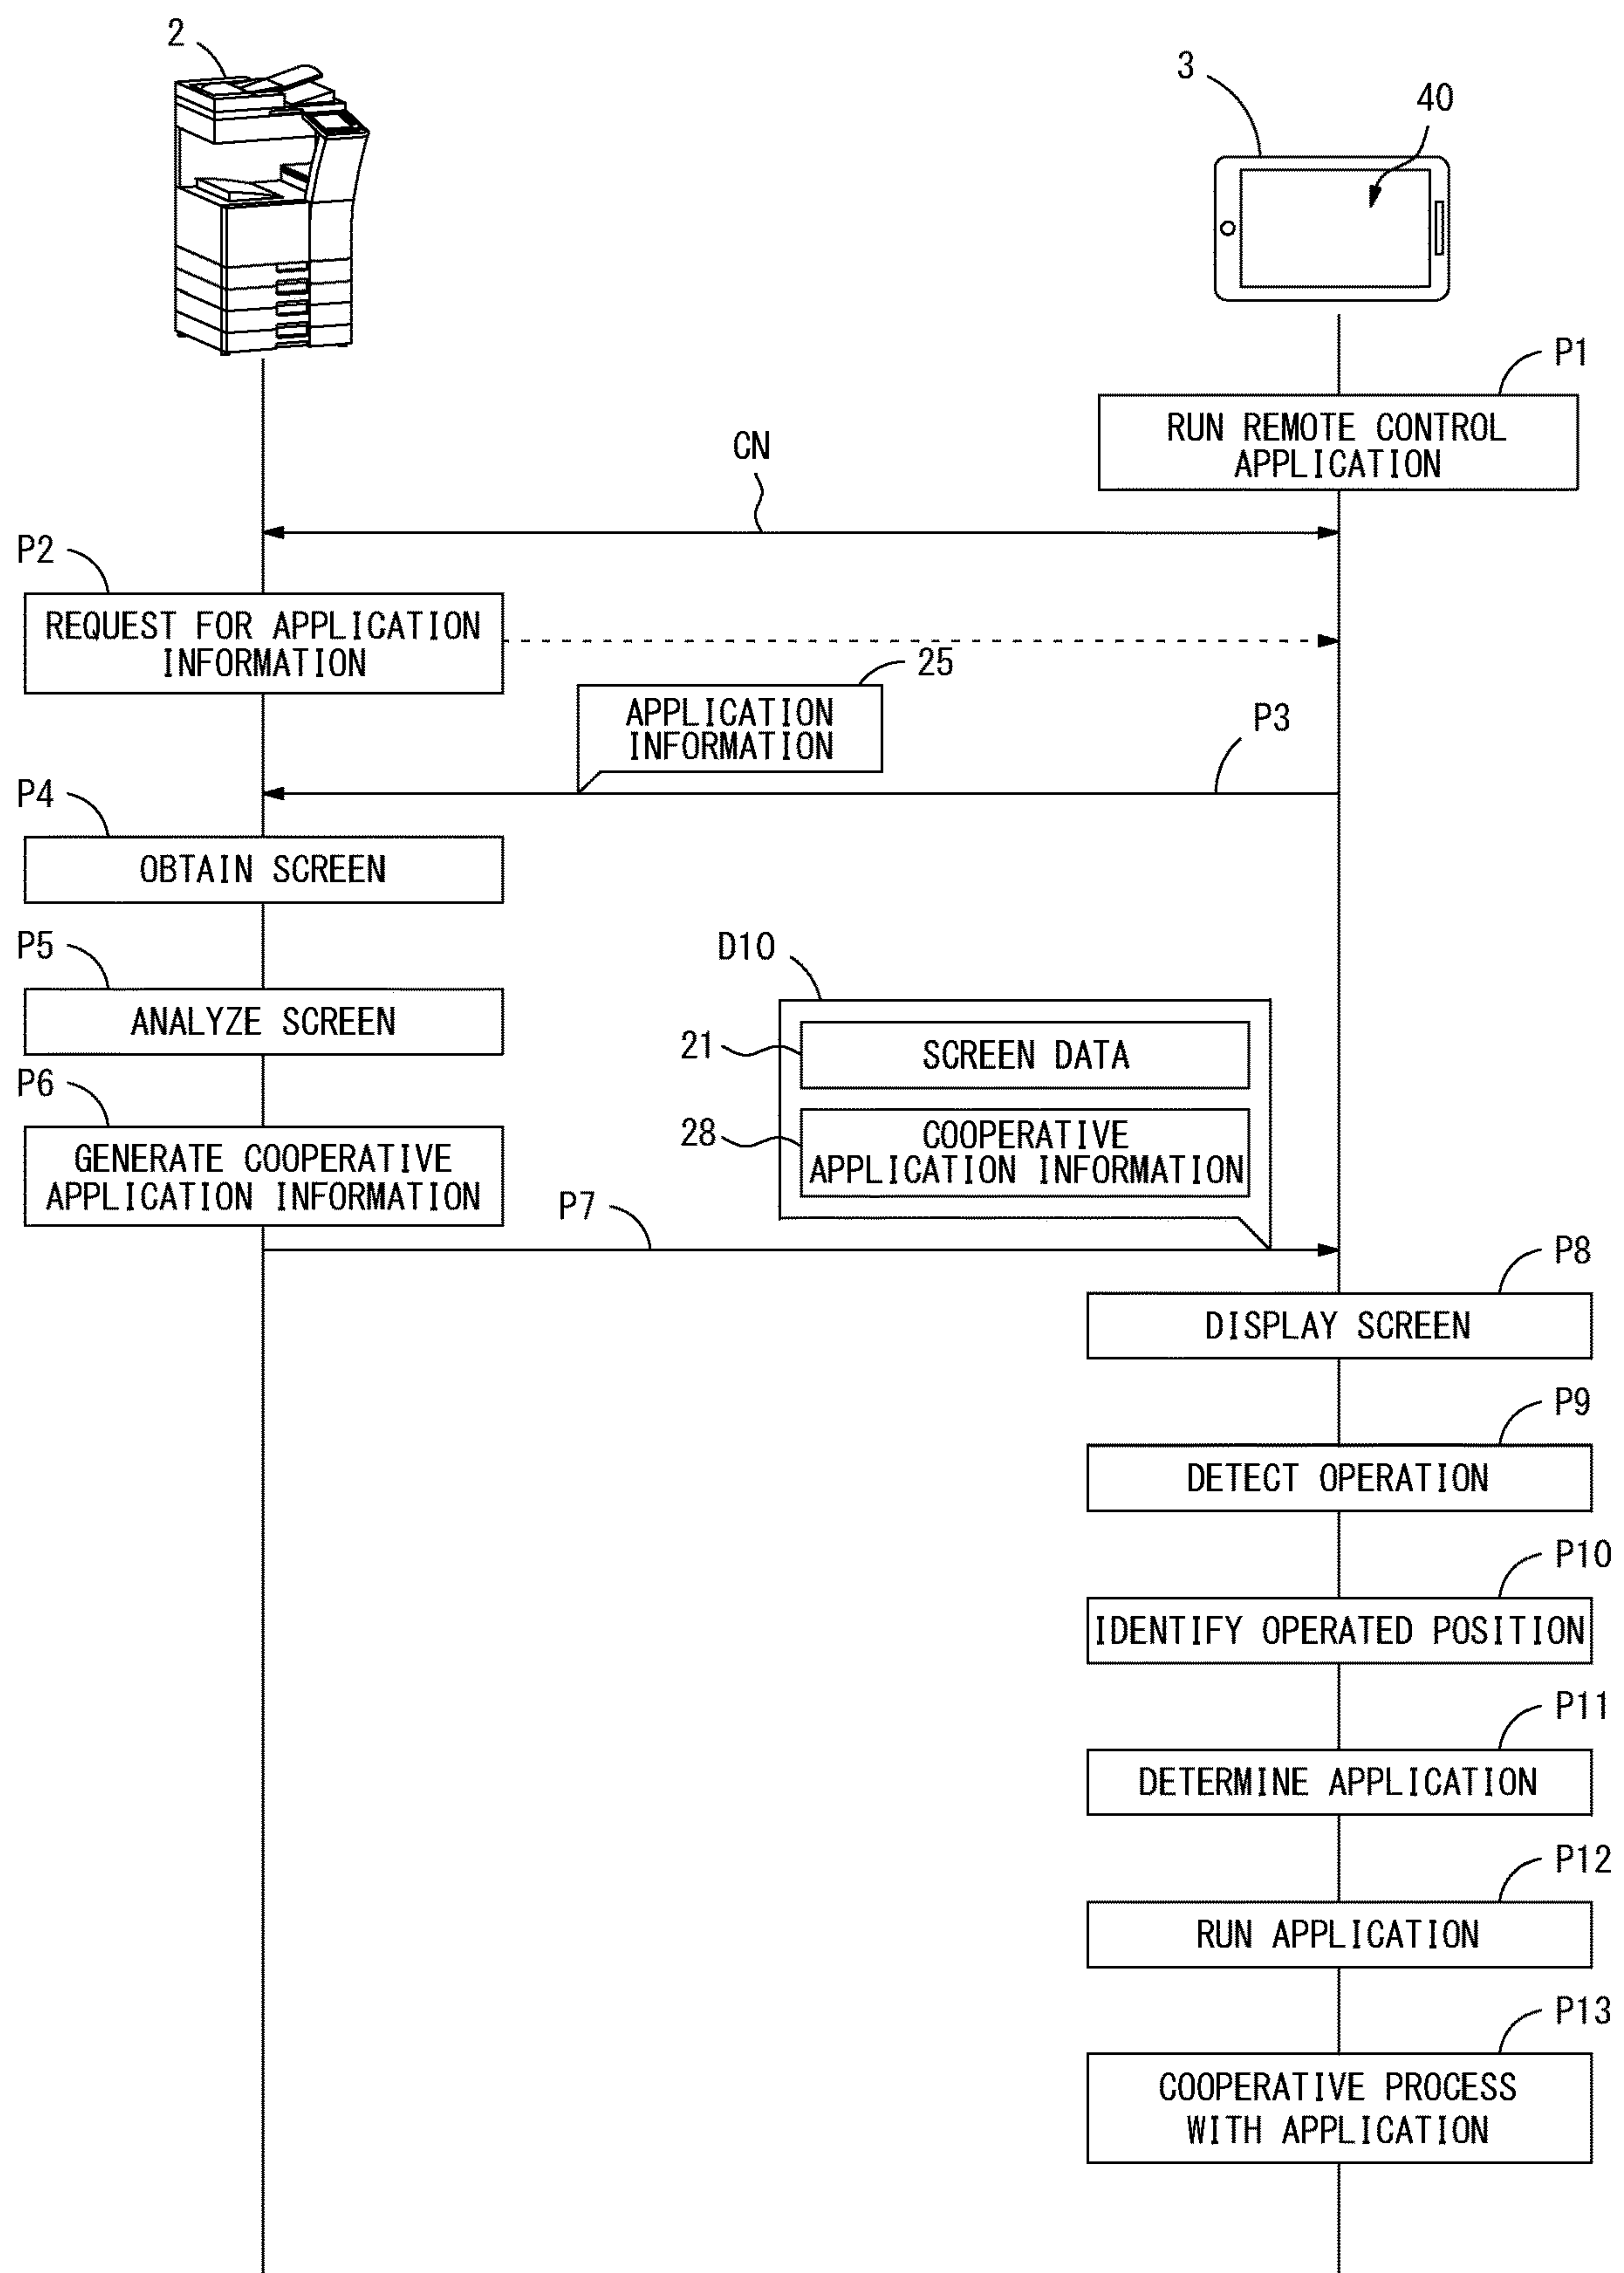 2
3
40
P1
RUN REMOTE CONTROL
APPLICATION
CN
P2
REQUEST FOR APPLICATION
INFORMATION
25
APPLICATION
INFORMATION
P3
P4
OBTAIN SCREEN
P5
ANALYZE SCREEN
D10
21
SCREEN DATA
P6
GENERATE COOPERATIVE
APPLICATION INFORMATION
28
COOPERATIVE
APPLICATION INFORMATION
P7
P8
DISPLAY SCREEN
P9
DETECT OPERATION
P10
IDENTIFY OPERATED POSITION
P11
DETERMINE APPLICATION
P12
RUN APPLICATION
P13
COOPERATIVE PROCESS
WITH APPLICATION